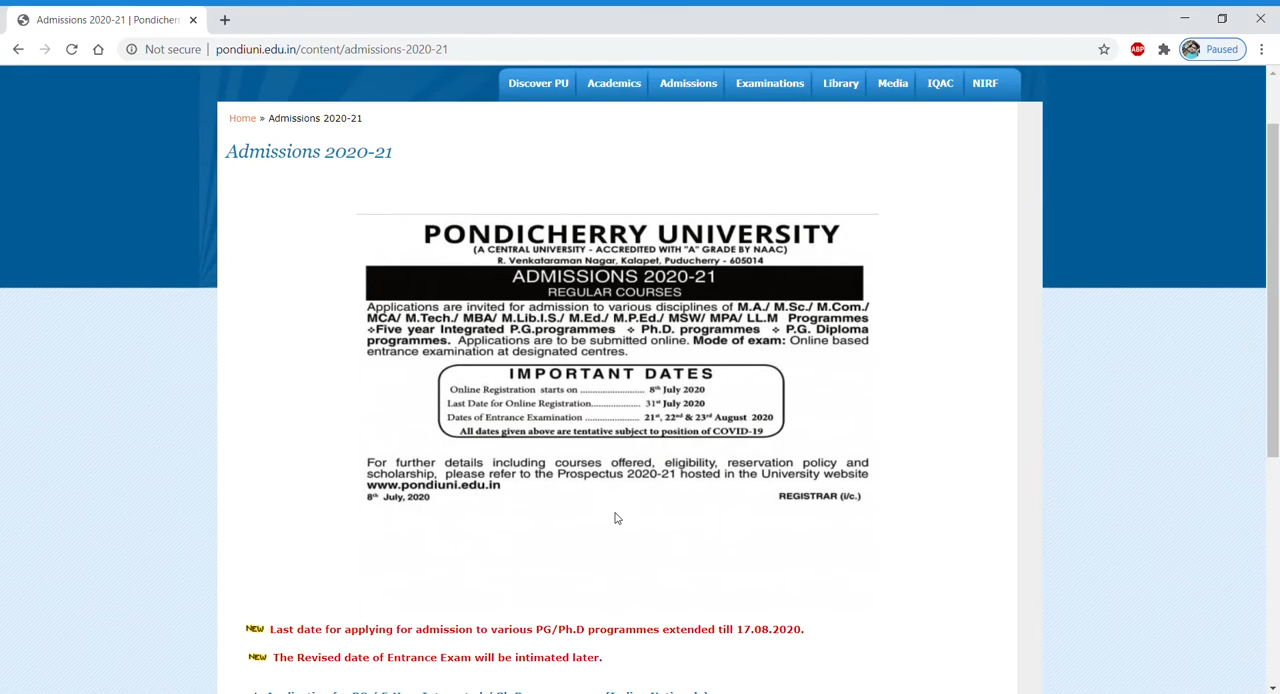 Admissions 2020-21 | Pondicher
Not secure | pondiuni.edu.in/content/admissions-2020-21
ABP
Paused
Discover PU Academics Admissions Examinations Library Media IQAC NIRF
Home » Admissions 2020-21
Admissions 2020-21
PONDICHERRY UNIVERSITY
(A CENTRAL UNIVERSITY - ACCREDITED WITH "A" GRADE BY NAAC)
R. Venkataraman Nagar, Kalapet, Puducherry - 605014
ADMISSIONS 2020-21
REGULAR COURSES
Applications are invited for admission to various disciplines of M.A./ M.Sc./ M.Com./
MCA/ M.Tech./ MBA/ M.Lib.I.S./ M.Ed./ M.P.Ed./ MSW/ MPA/ LL.M Programmes
❖Five year Integrated P.G.programmes ❖ Ph.D. programmes ❖ P.G. Diploma
programmes. Applications are to be submitted online. Mode of exam: Online based
entrance examination at designated centres.
IMPORTANT DATES
Online Registration starts on ........................ 8th July 2020
Last Date for Online Registration.................. 31st July 2020
Dates of Entrance Examination .................... 21st, 22nd & 23rd August 2020
All dates given above are tentative subject to position of COVID-19
For further details including courses offered, eligibility, reservation policy and
scholarship, please refer to the Prospectus 2020-21 hosted in the University website
www.pondiuni.edu.in
8th July, 2020 REGISTRAR (i/c.)
NEW Last date for applying for admission to various PG/Ph.D programmes extended till 17.08.2020.
NEW The Revised date of Entrance Exam will be intimated later.